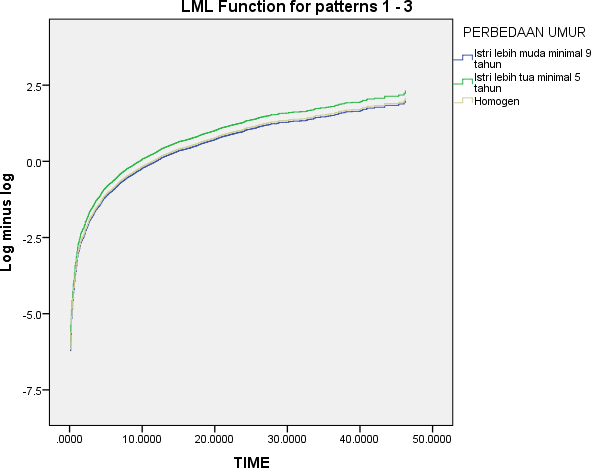 LML Function for patterns 1 - 3
PERBEDAAN UMUR
Istri lebih muda minimal 9
tahun
Istri lebih tua minimal 5
tahun
Homogen
Log minus log
2.5
0.0
-2.5
-5.0
-7.5
.0000
10.0000
20.0000
30.0000
40.0000
50.0000
TIME